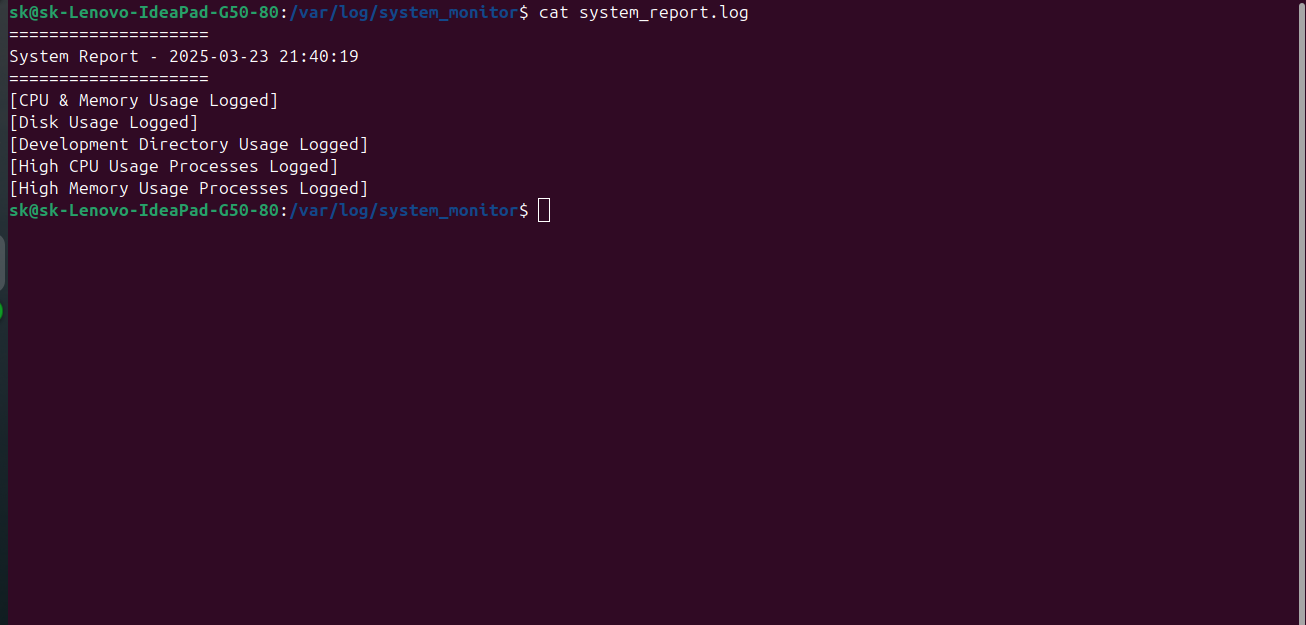 sk@sk-Lenovo-IdeaPad-G50-80:/var/log/system_monitor$ cat system_report.log
====================
System Report - 2025-03-23 21:40:19
====================
[CPU & Memory Usage Logged]
[Disk Usage Logged]
[Development Directory Usage Logged]
[High CPU Usage Processes Logged]
[High Memory Usage Processes Logged]
sk@sk-Lenovo-IdeaPad-G50-80:/var/log/system_monitor$